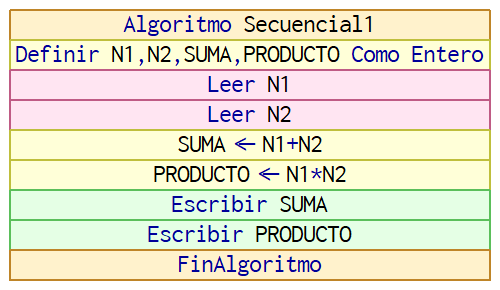 Algoritmo Secuencial1
Definir N1,N2,SUMA,PRODUCTO Como Entero
Leer N1
Leer N2
SUMA ← N1+N2
PRODUCTO ← N1*N2
Escribir SUMA
Escribir PRODUCTO
FinAlgoritmo